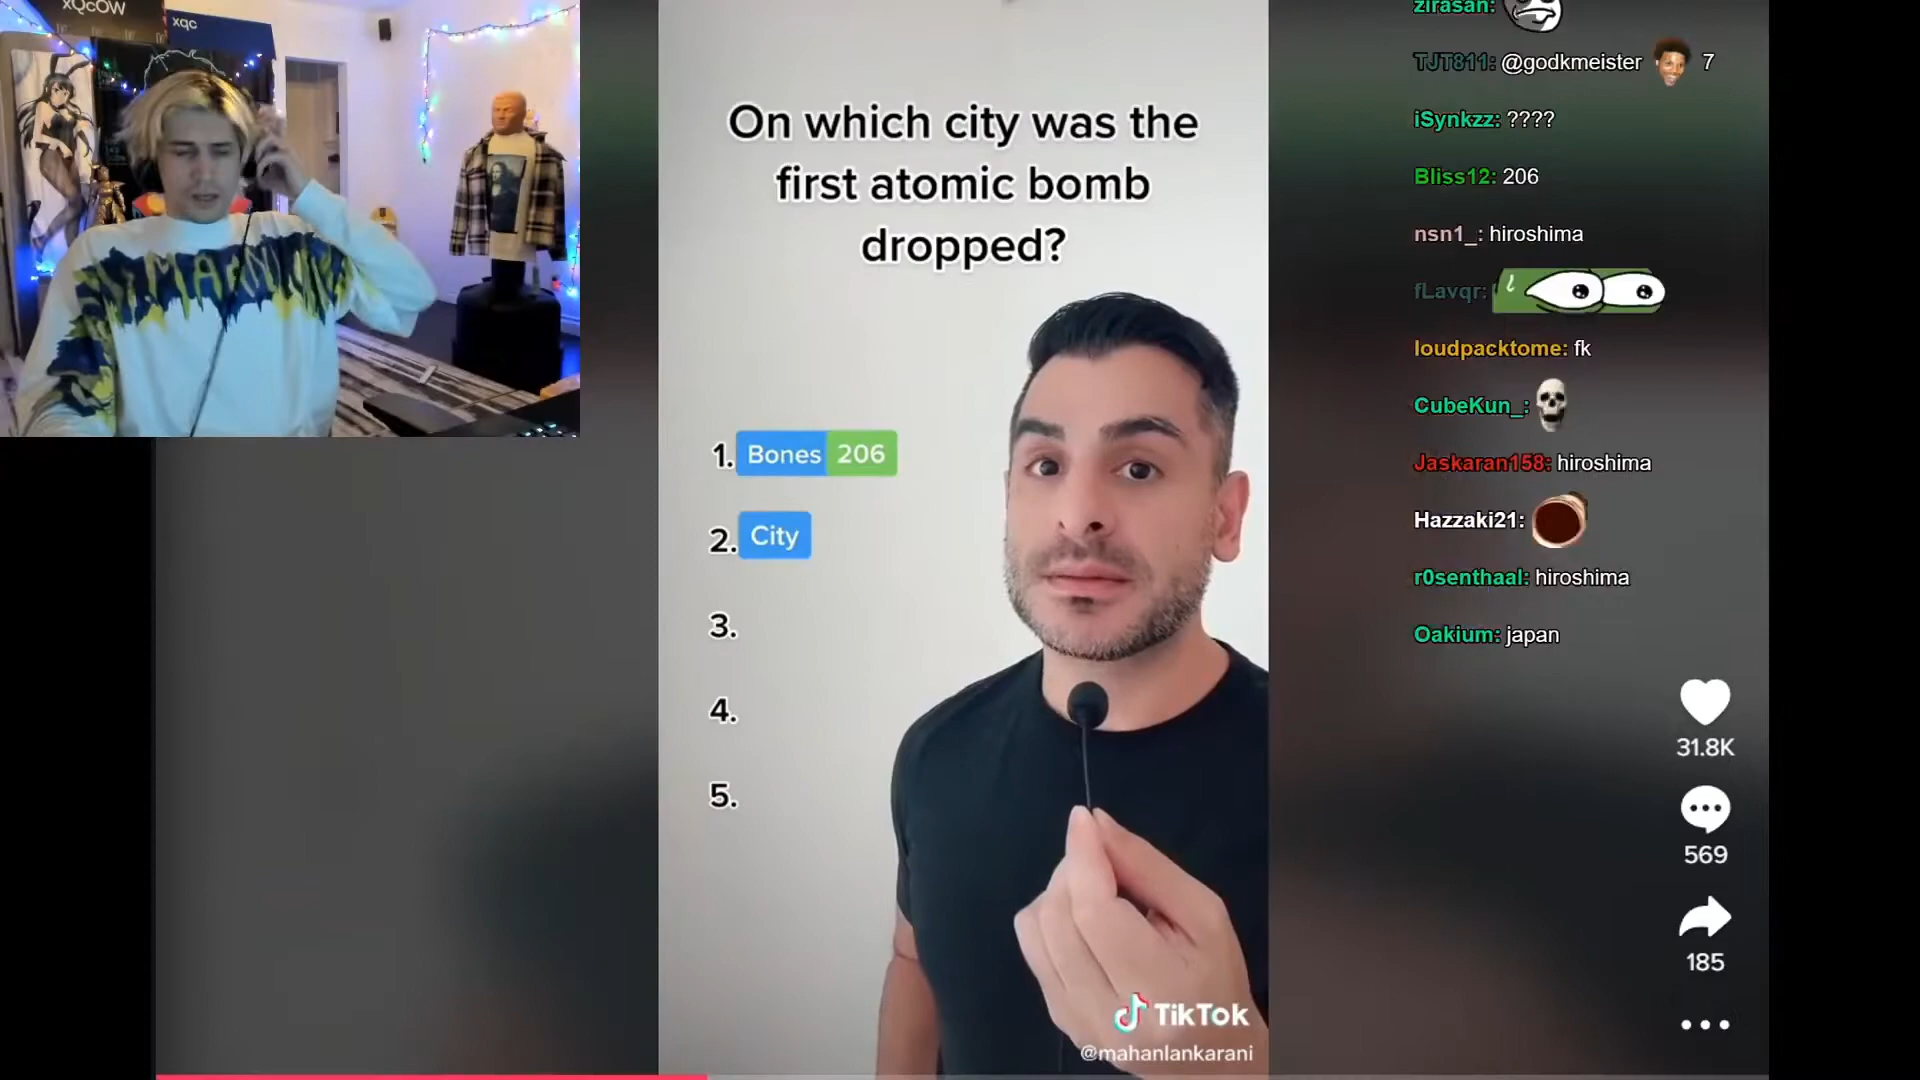 xQcOW
xqc
On which city was the
first atomic bomb
dropped?
1. Bones 206
2. City
3.
4.
5.
TikTok
@mahanlankarani
zirasan:
TJT811: @godkmeister 7
iSynkzz: ????
Bliss12: 206
nsn1_: hiroshima
fLavqr:
loudpacktome: fk
CubeKun_:
Jaskaran158: hiroshima
Hazzaki21:
r0senthaal: hiroshima
Oakium: japan
31.8K
569
185